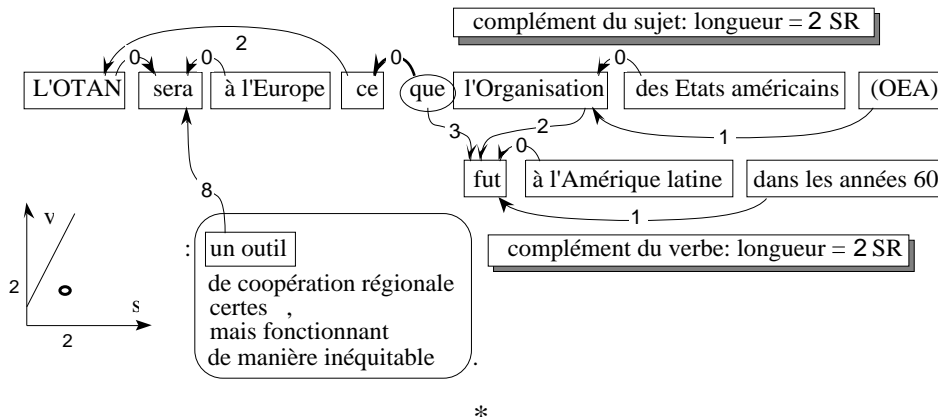 complément du sujet: longueur = 2 SR
2
0 0 0 0
L'OTAN sera à l'Europe ce que l'Organisation des Etats américains (OEA)
3 2 1
0
fut à l'Amérique latine dans les années 60
8 1
v
: un outil complément du verbe: longueur = 2 SR
de coopération régionale
2 s certes ,
mais fonctionnant
2 de manière inéquitable .
*